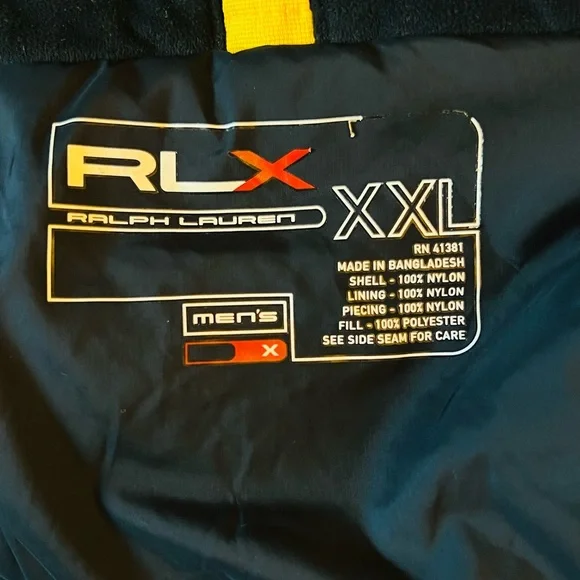 RLX
RALPH LAUREN
XXL
RN 41381
MADE IN BANGLADESH
SHELL - 100% NYLON
LINING - 100% NYLON
PIECING - 100% NYLON
FILL - 100% POLYESTER
SEE SIDE SEAM FOR CARE
men's
X